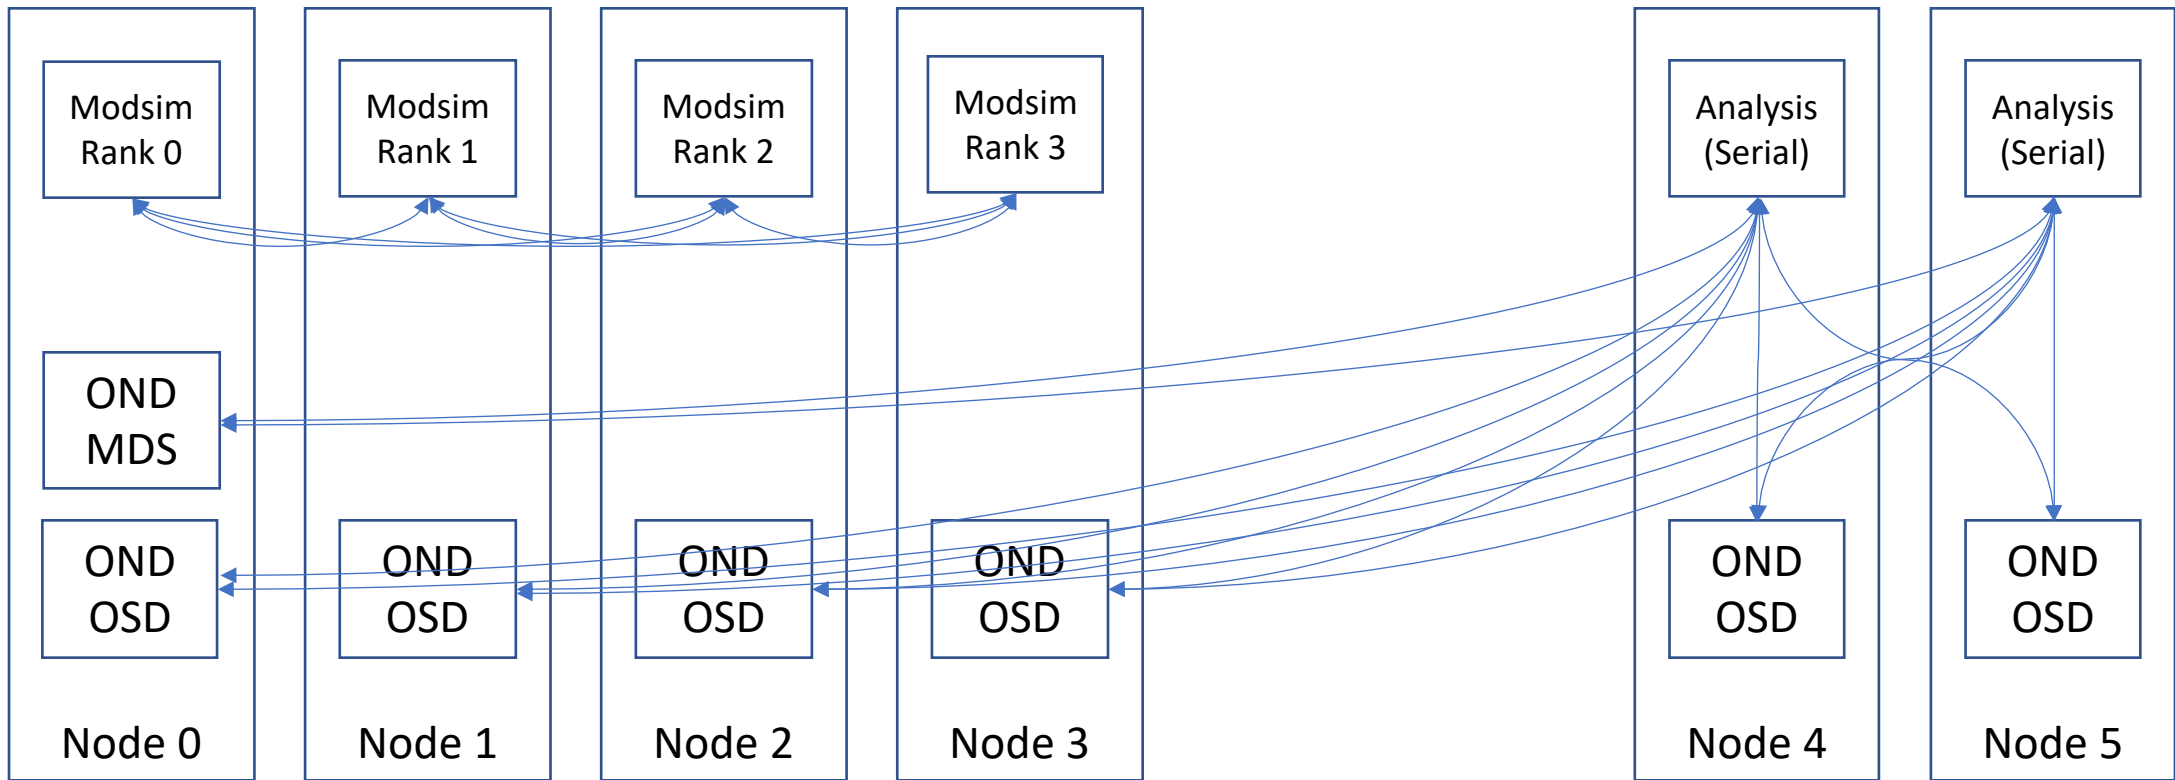 Modsim
Rank 0
Modsim
Rank 1
Modsim
Rank 2
Modsim
Rank 3
Analysis
(Serial)
Analysis
(Serial)
OND
MDS
OND
OSD
OND
OSD
OND
OSD
OND
OSD
OND
OSD
OND
OSD
Node 0
Node 1
Node 2
Node 3
Node 4
Node 5